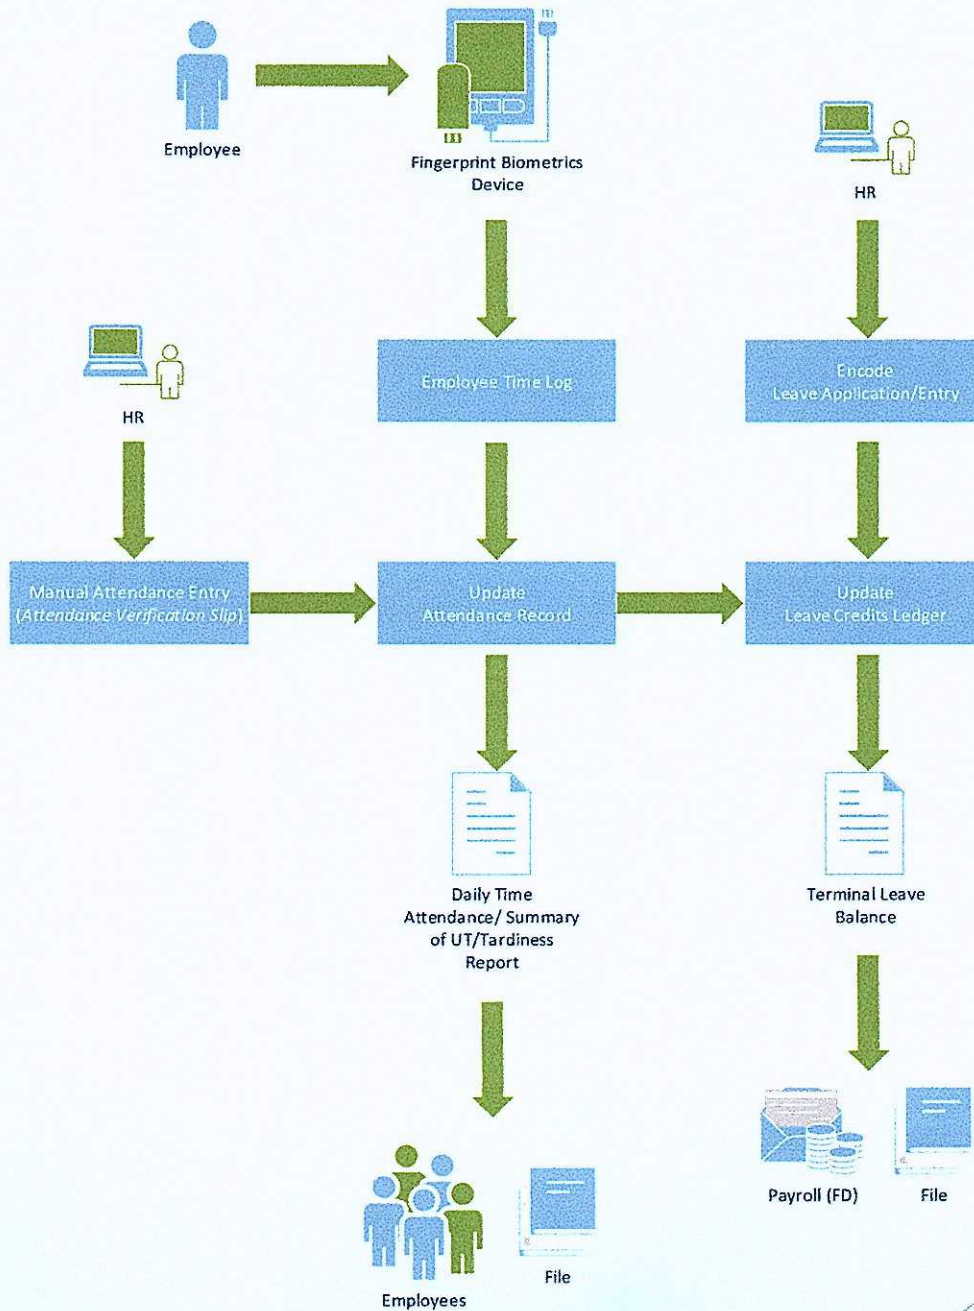 Employee
Fingerprint Biometrics
Device
HR
HR
Employee Time Log
Encode
Leave Application/Entry
Manual Attendance Entry
(Attendance Verification Slip)
Update
Attendance Record
Update
Leave Credits Ledger
Daily Time
Attendance/ Summary
of UT/Tardiness
Report
Terminal Leave
Balance
Payroll (FD)
File
Employees
File